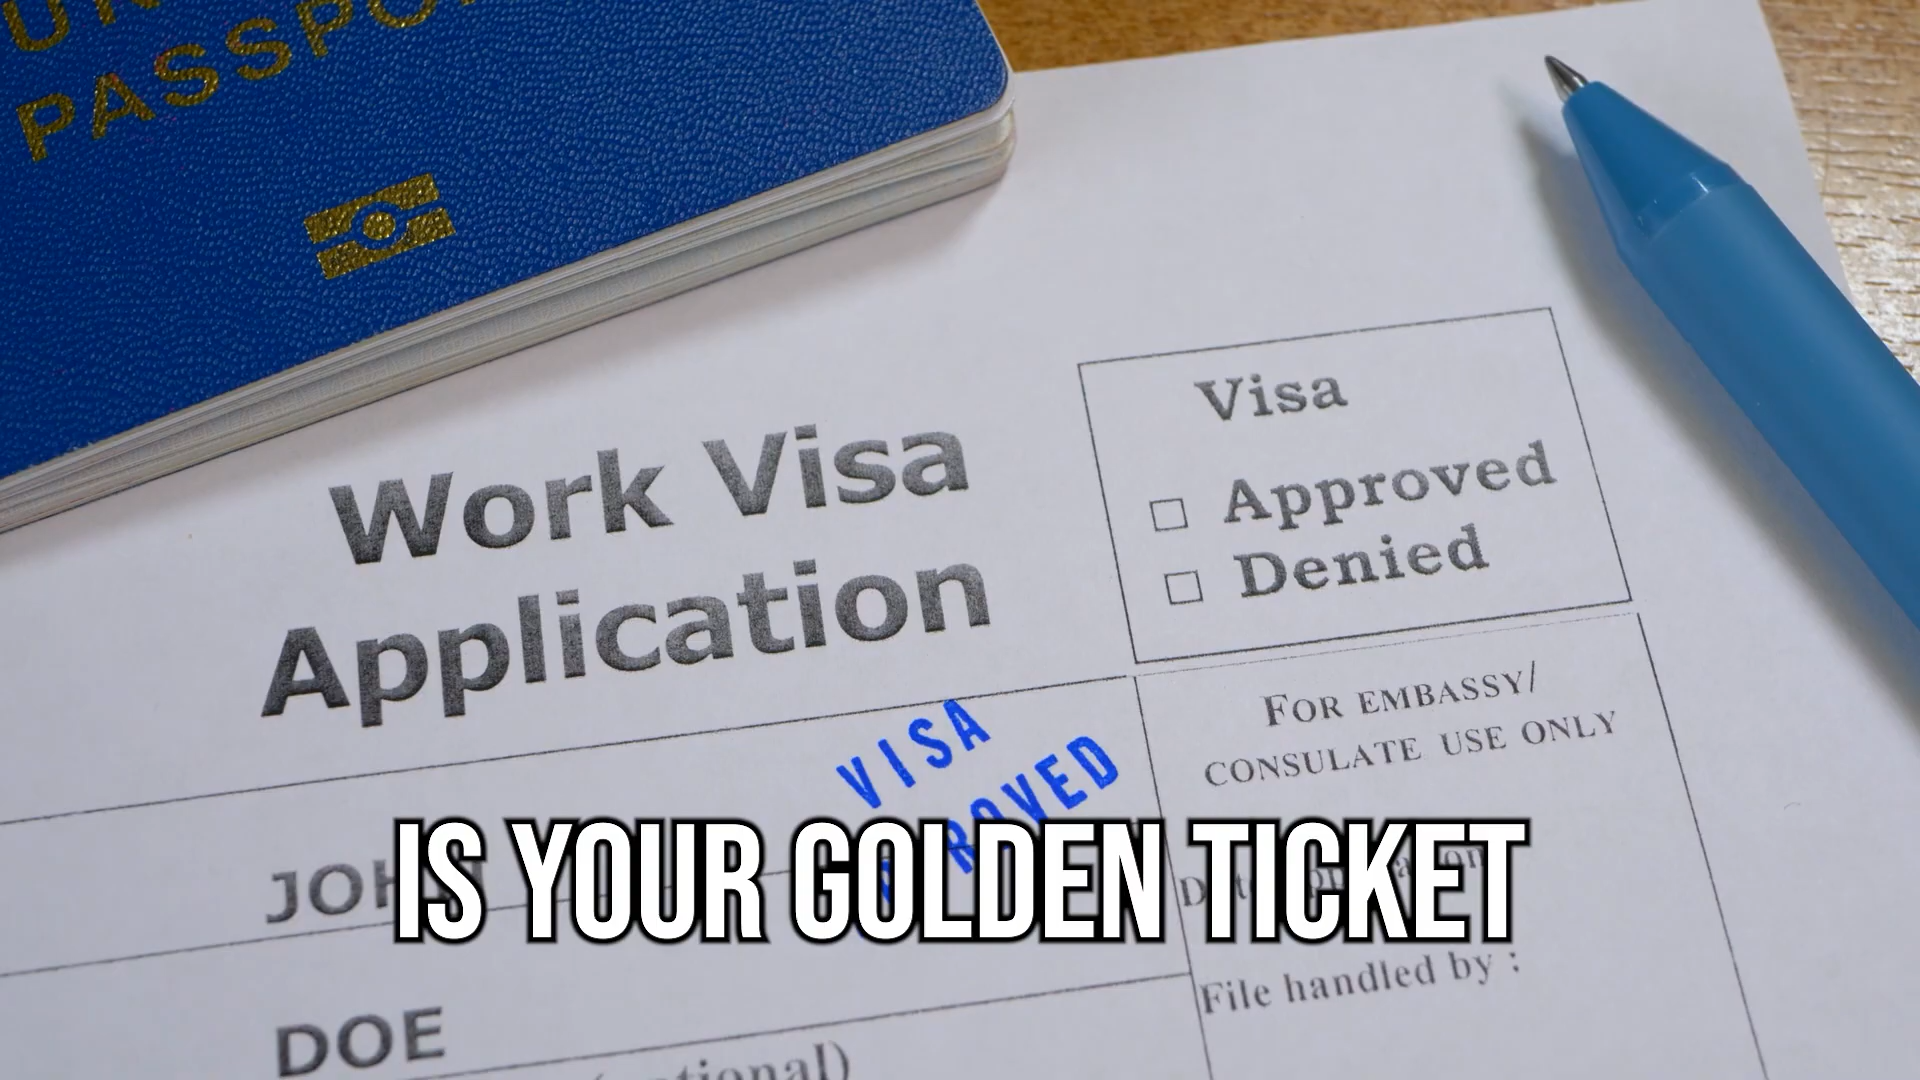 PASSPO
Work Visa
Application
Visa
Approved
Denied
FOR EMBASSY/
CONSULATE USE ONLY
VISA
ROVED
IS YOUR GOLDEN TICKET
File handled by :
DOE